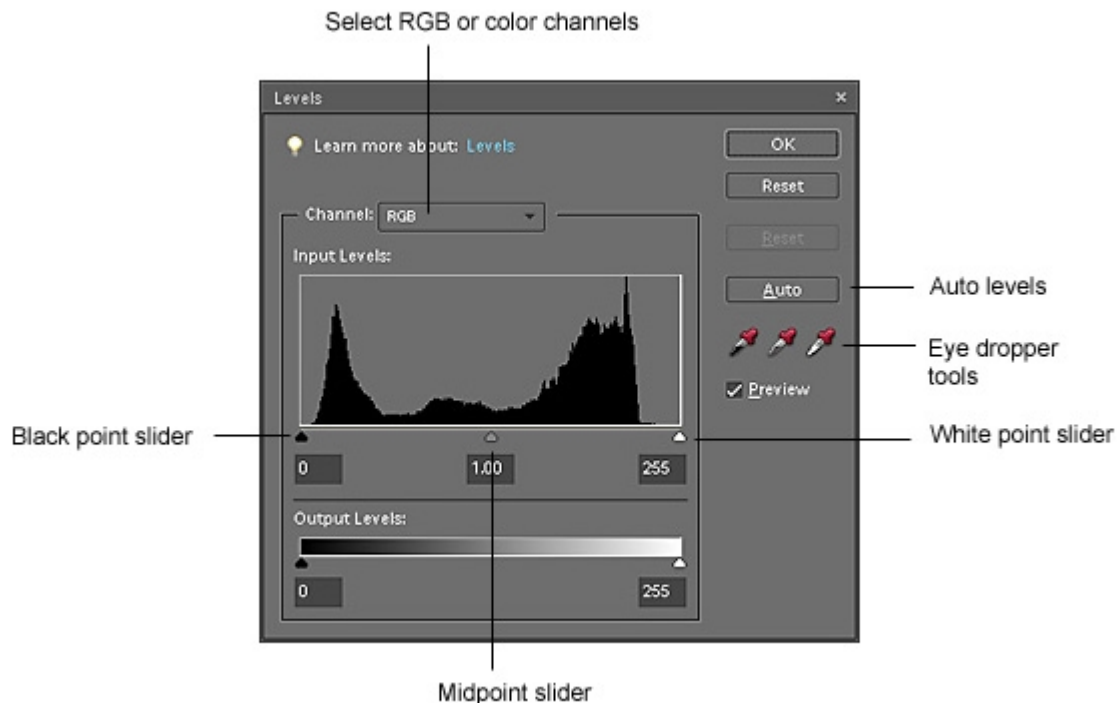 Select RGB or color channels
Levels
×
Learn more about: Levels
OK
Reset
Channel: RGB
Reset
Input Levels:
Auto
Auto levels
Eye dropper
tools
Preview
Black point slider
White point slider
0
1.00
255
Output Levels:
0
255
Midpoint slider